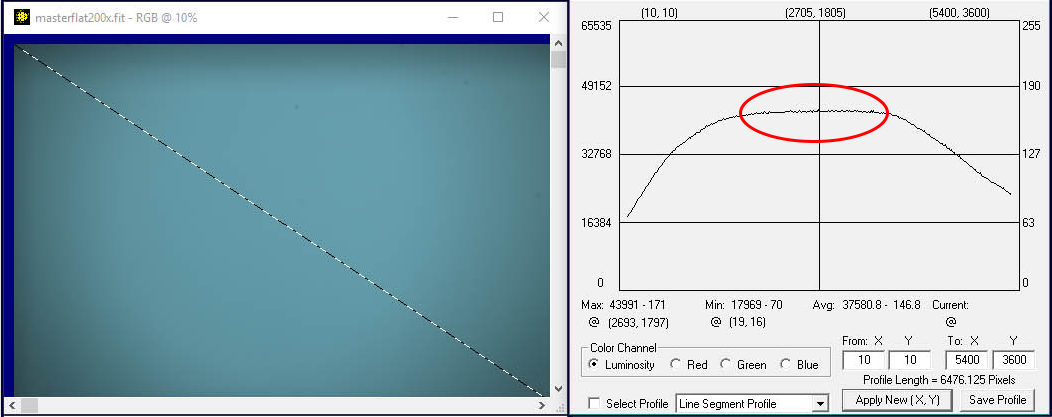 masterflat200x.fit - RGB @ 10%
(10, 10) (2705, 1805) (5400, 3600)
65535 255
49152 190
32768 127
16384 63
0 0
Max: 43991 - 171 Min: 17969 - 70 Avg: 37580.8 - 146.8 Current:
@ (2693, 1797) @ (19, 16) @
Color Channel
Luminosity Red Green Blue
From: X Y To: X Y
10 10 5400 3600
Profile Length = 6476.125 Pixels
Select Profile Line Segment Profile Apply New ( X, Y) Save Profile